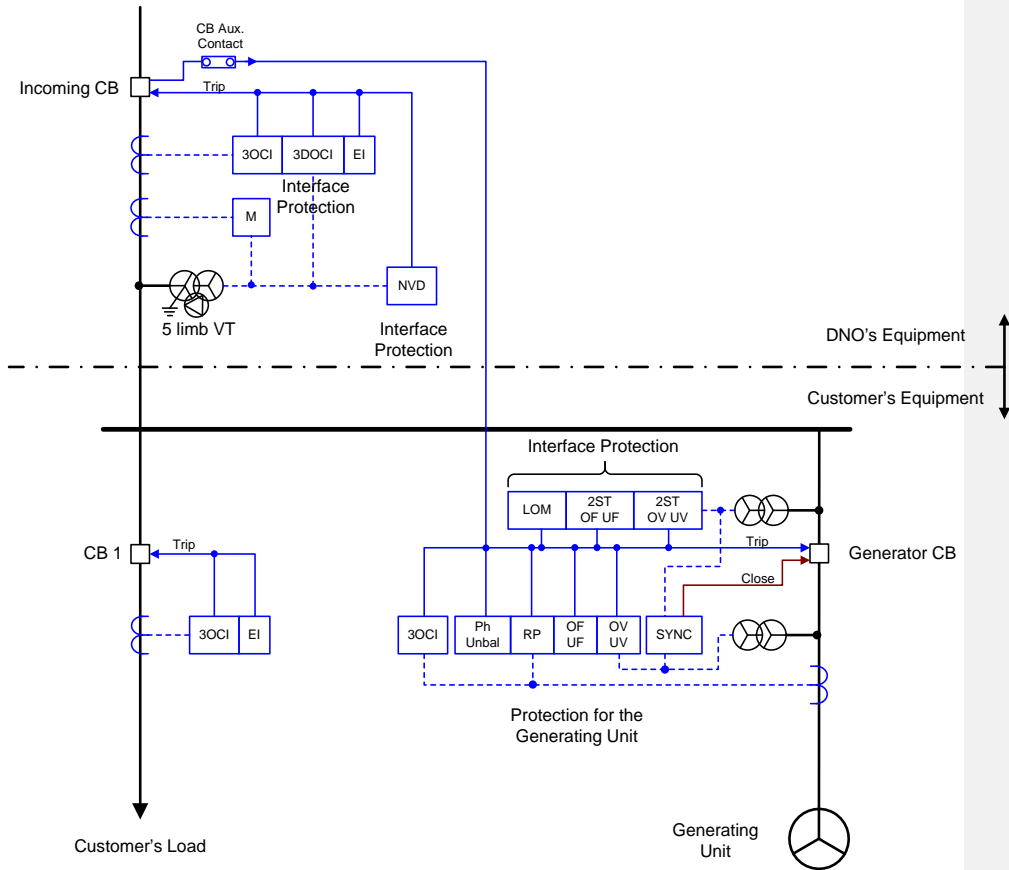 CB Aux.
Contact
Incoming CB
Trip
3OCI
3DOCI
EI
Interface
Protection
M
NVD
5 limb VT
Interface
Protection
DNO's Equipment
Customer's Equipment
Interface Protection
LOM
2ST
OF UF
2ST
OV UV
CB 1
Trip
Trip
Generator CB
Close
3OCI
EI
3OCI
Ph
Unbal
RP
OF
UF
OV
UV
SYNC
Protection for the
Generating Unit
Customer's Load
Generating
Unit